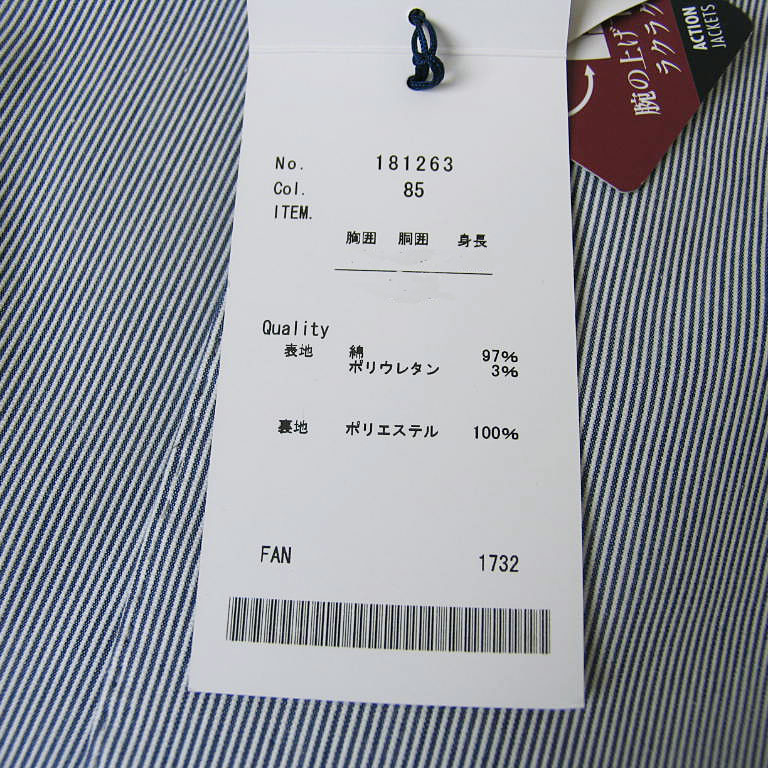 No. 181263
Col. 85
ITEM.
胸囲 胴囲 身長
Quality
表地 綿 97%
ポリウレタン 3%
裏地 ポリエステル 100%
FAN 1732
腕の上げ
ラクラク
ACTION
JACKETS